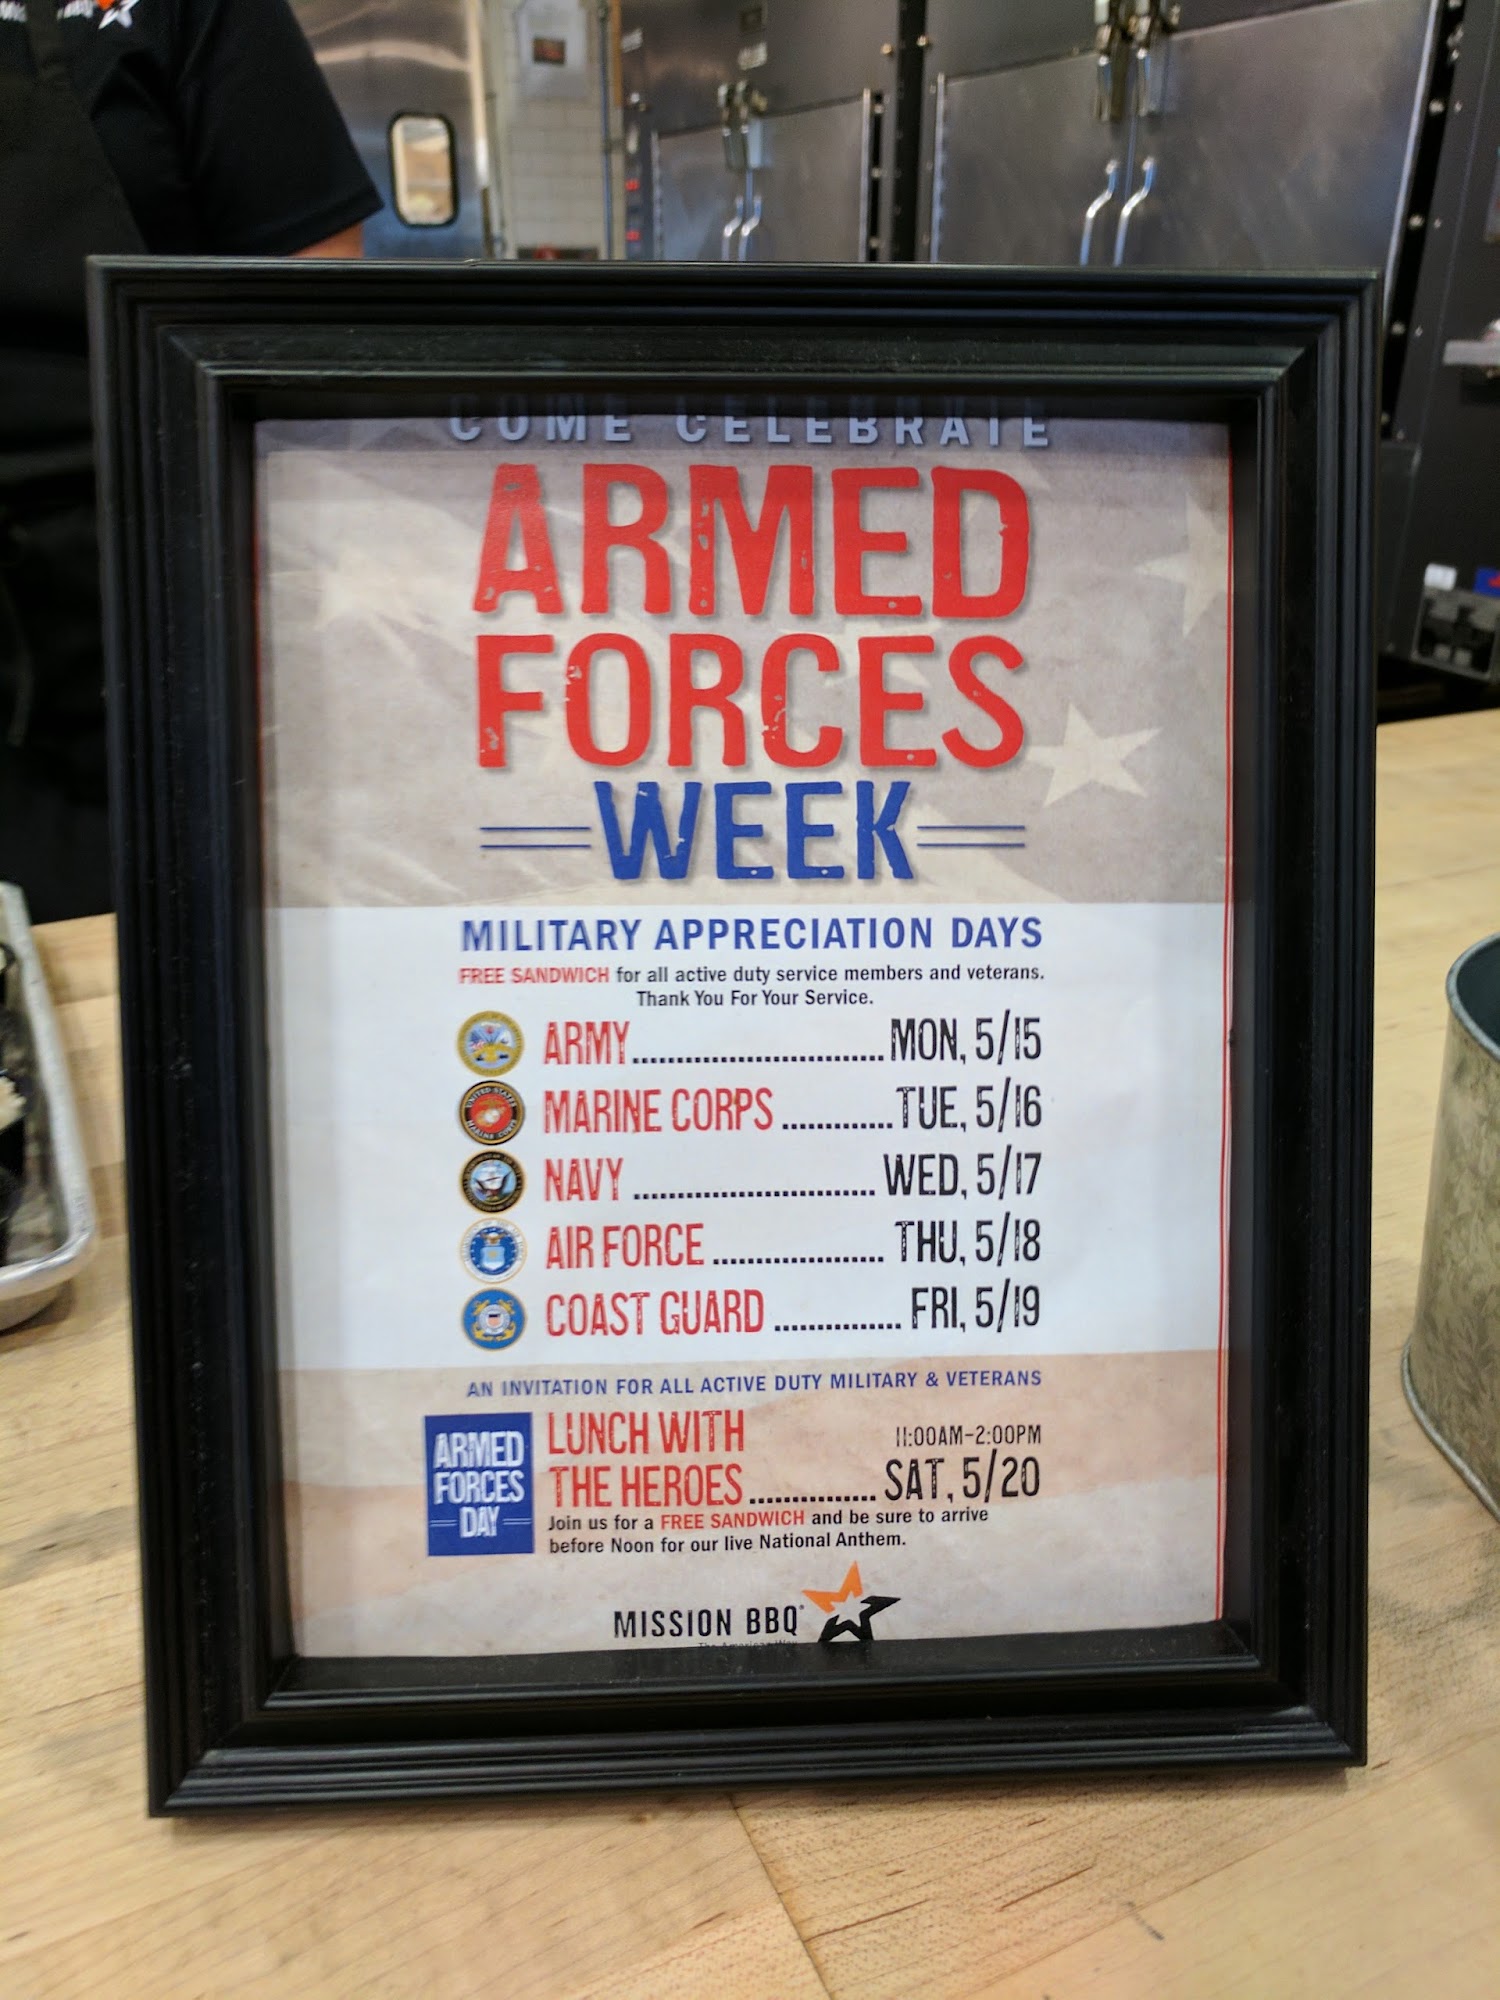 COME CELEBRATE
ARMED
FORCES
WEEK
MILITARY APPRECIATION DAYS
FREE SANDWICH for all active duty service members and veterans.
Thank You For Your Service.
ARMY............................MON, 5/15
MARINE CORPS .............TUE, 5/16
NAVY ........................... WED, 5/17
AIR FORCE ................... THU, 5/18
COAST GUARD .............. FRI, 5/19
AN INVITATION FOR ALL ACTIVE DUTY MILITARY & VETERANS
ARMED
FORCES
DAY
LUNCH WITH
11:00AM-2:00PM
THE HEROES.............. SAT, 5/20
Join us for a FREE SANDWICH and be sure to arrive
before Noon for our live National Anthem.
MISSION BBQ®
The American Way